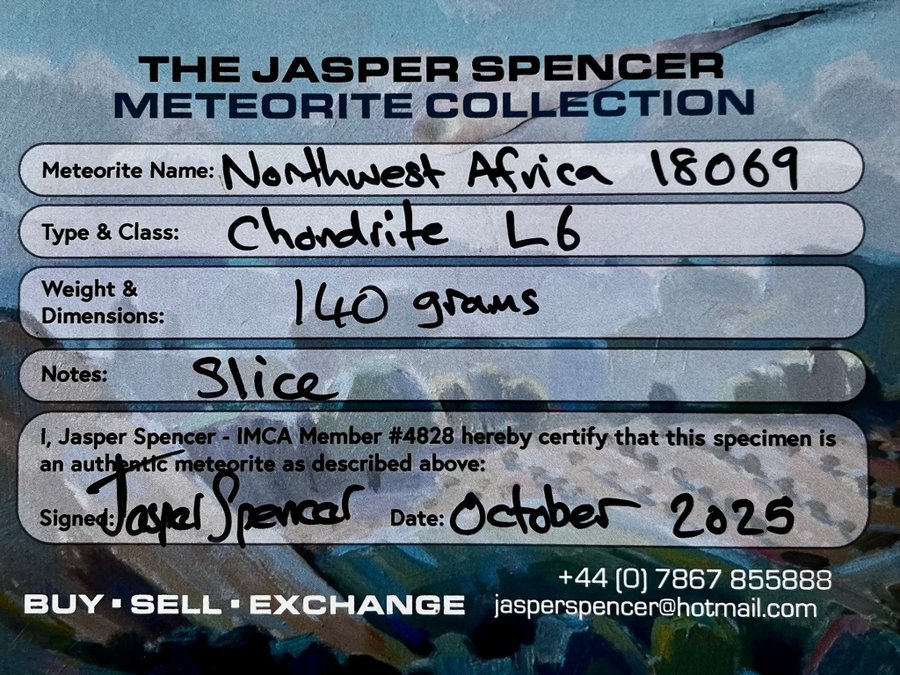 THE JASPER SPENCER
METEORITE COLLECTION
Meteorite Name: Northwest Africa 18069
Type & Class: Chondrite L6
Weight &
Dimensions: 140 grams
Notes: Slice
I, Jasper Spencer - IMCA Member #4828 hereby certify that this specimen is
an authentic meteorite as described above:
Signed: Jasper Spencer Date: October 2025
+44 (0) 7867 855888
BUY · SELL · EXCHANGE jasperspencer@hotmail.com